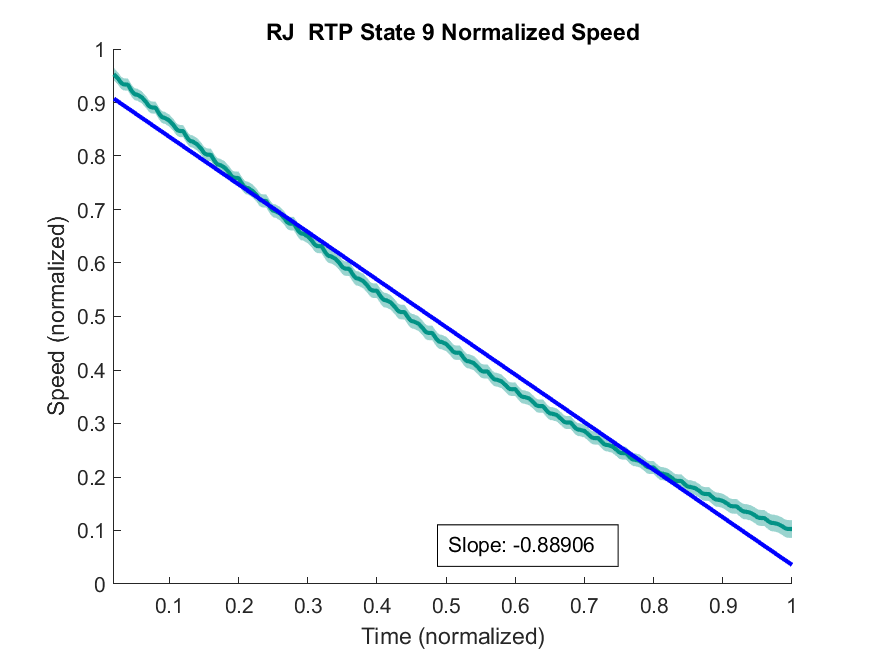 RJ  RTP State 9 Normalized Speed
1
0.9
0.8
0.7
0.6
0.5
0.4
0.3
0.2
0.1
0
Speed (normalized)
Slope: -0.88906
0.1 0.2 0.3 0.4 0.5 0.6 0.7 0.8 0.9 1
Time (normalized)